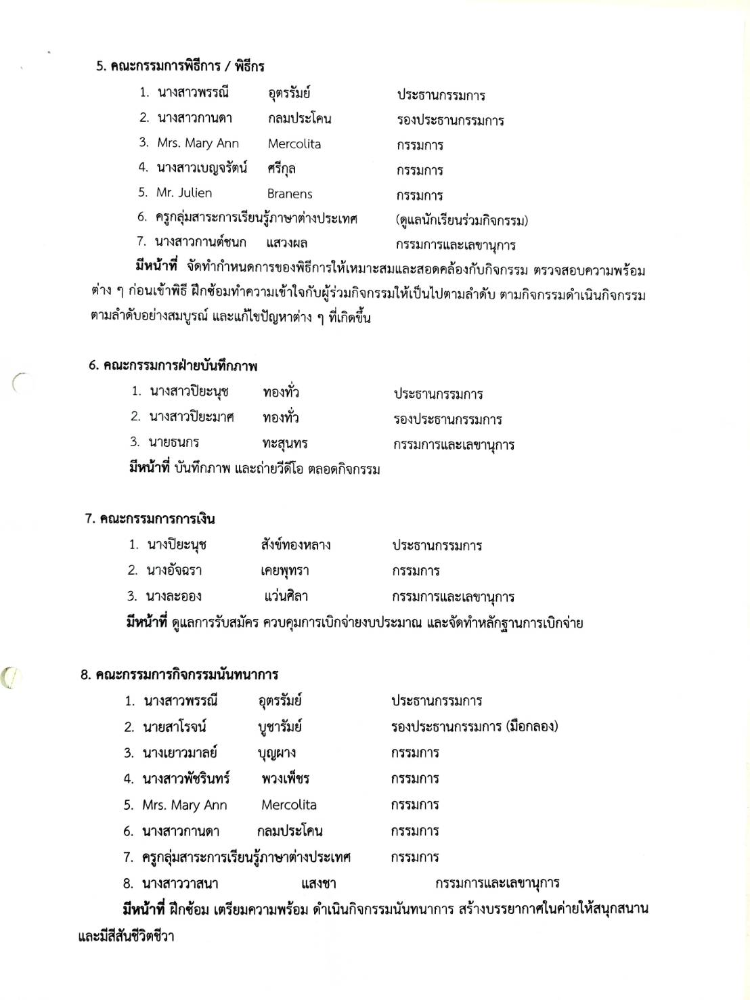 5. คณะกรรมการพิธีการ / พิธีกร
1. นางสาวพรรณี อุตรรัมย์ ประธานกรรมการ
2. นางสาวกานดา กลมประโคน รองประธานกรรมการ
3. Mrs. Mary Ann Mercolita กรรมการ
4. นางสาวเบญจรัตน์ ศรีกุล กรรมการ
5. Mr. Julien Branens กรรมการ
6. ครูกลุ่มสาระการเรียนรู้ภาษาต่างประเทศ (ดูแลนักเรียนร่วมกิจกรรม)
7. นางสาวกานต์ชนก แสวงผล กรรมการและเลขานุการ
มีหน้าที่ จัดทำกำหนดการของพิธีการให้เหมาะสมและสอดคล้องกับกิจกรรม ตรวจสอบความพร้อม
ต่าง ๆ ก่อนเข้าพิธี ฝึกซ้อมทำความเข้าใจกับผู้ร่วมกิจกรรมให้เป็นไปตามลำดับ ตามกิจกรรมดำเนินกิจกรรม
ตามลำดับอย่างสมบูรณ์ และแก้ไขปัญหาต่าง ๆ ที่เกิดขึ้น
6. คณะกรรมการฝ่ายบันทึกภาพ
1. นางสาวปิยะนุช ทองทั่ว ประธานกรรมการ
2. นางสาวปิยะมาศ ทองทั่ว รองประธานกรรมการ
3. นายธนกร ทะสุนทร กรรมการและเลขานุการ
มีหน้าที่ บันทึกภาพ และถ่ายวีดีโอ ตลอดกิจกรรม
7. คณะกรรมการการเงิน
1. นางปิยะนุช สังข์ทองหลาง ประธานกรรมการ
2. นางอัจฉรา เคยพุทรา กรรมการ
3. นางละออง แว่นศิลา กรรมการและเลขานุการ
มีหน้าที่ ดูแลการรับสมัคร ควบคุมการเบิกจ่ายงบประมาณ และจัดทำหลักฐานการเบิกจ่าย
8. คณะกรรมการกิจกรรมนันทนาการ
1. นางสาวพรรณี อุตรรัมย์ ประธานกรรมการ
2. นายสาโรจน์ บูชารัมย์ รองประธานกรรมการ (มือกลอง)
3. นางเยาวมาลย์ บุญผาง กรรมการ
4. นางสาวพัชรินทร์ พวงเพ็ชร กรรมการ
5. Mrs. Mary Ann Mercolita กรรมการ
6. นางสาวกานดา กลมประโคน กรรมการ
7. ครูกลุ่มสาระการเรียนรู้ภาษาต่างประเทศ กรรมการ
8. นางสาววาสนา แสงชา กรรมการและเลขานุการ
มีหน้าที่ ฝึกซ้อม เตรียมความพร้อม ดำเนินกิจกรรมนันทนาการ สร้างบรรยากาศในค่ายให้สนุกสนาน
และมีสีสันชีวิตชีวา